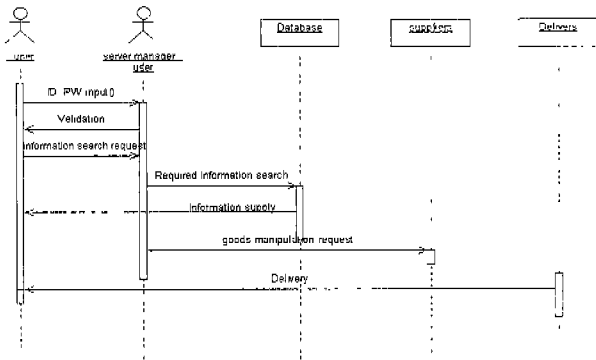 user
server manager
user
Database
suppliers
Delivers
ID, PW input()
Validation
information search request
Required Information search
Information supply
goods manipulation request
Delivery